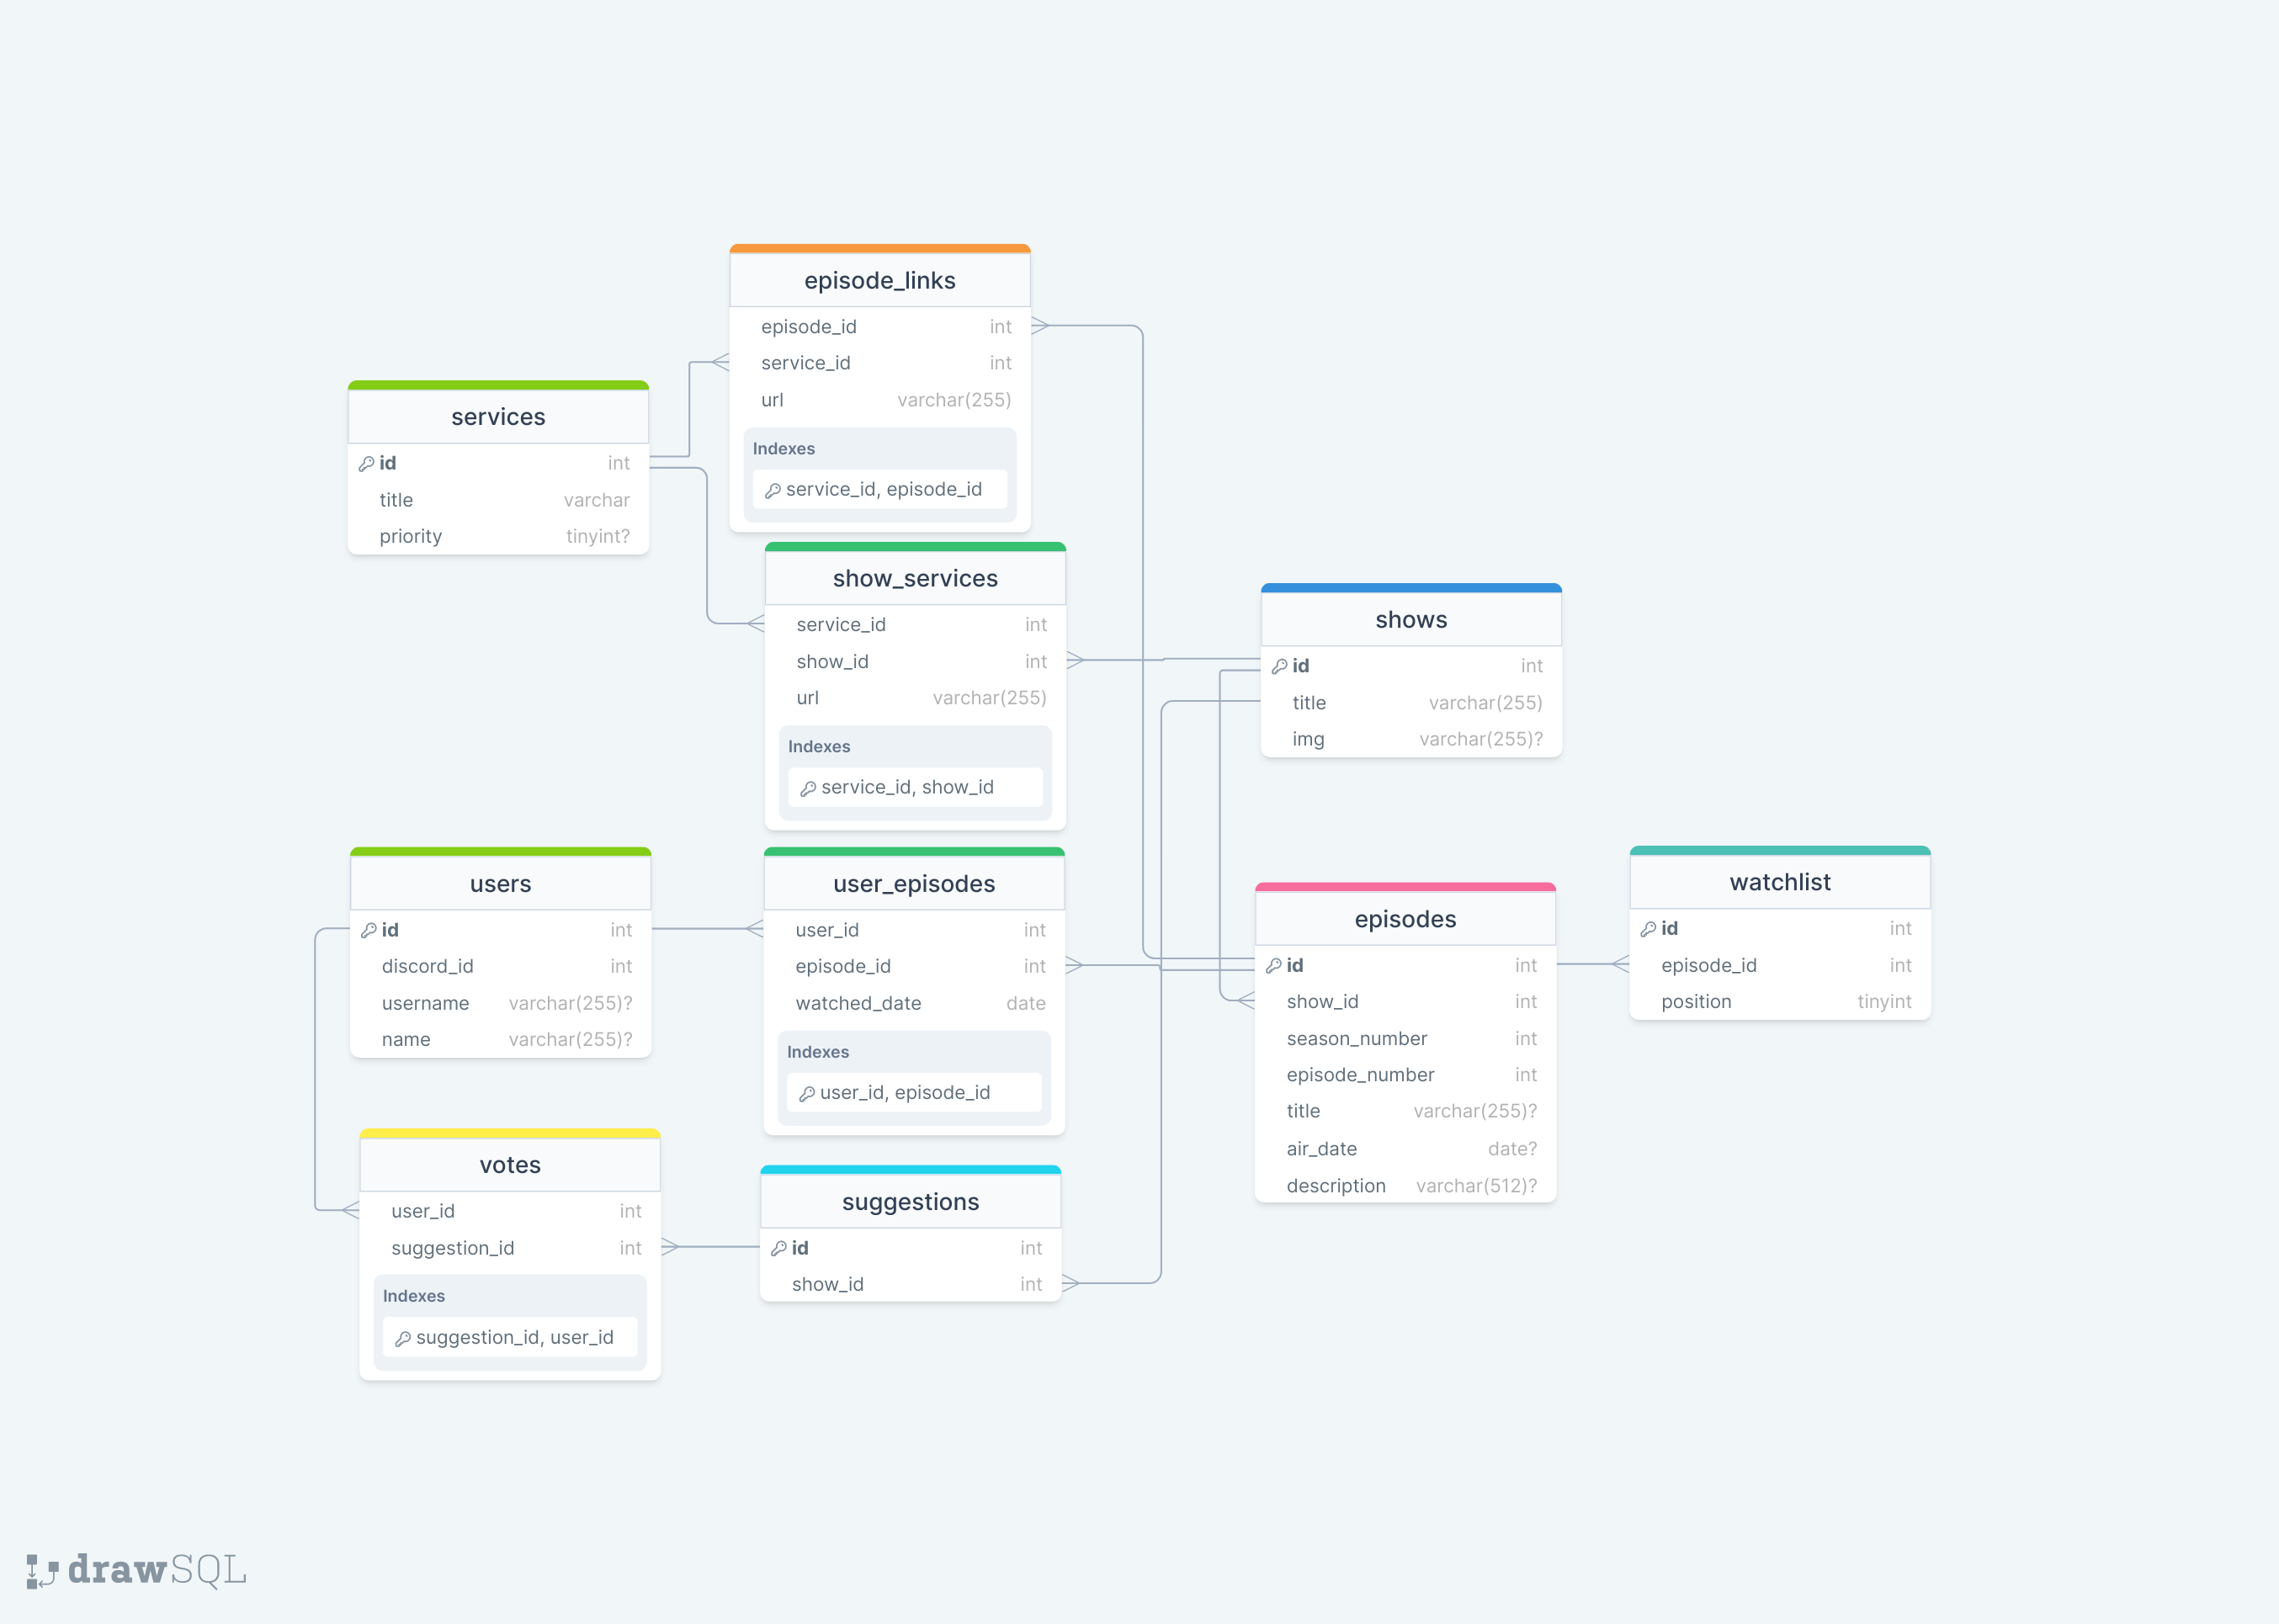 episode_links
episode_id int
service_id int
url varchar(255)
Indexes
service_id, episode_id
services
id int
title varchar
priority tinyint?
show_services
service_id int
show_id int
url varchar(255)
Indexes
service_id, show_id
shows
id int
title varchar(255)
img varchar(255)?
users
id int
discord_id int
username varchar(255)?
name varchar(255)?
user_episodes
user_id int
episode_id int
watched_date date
Indexes
user_id, episode_id
episodes
id int
show_id int
season_number int
episode_number int
title varchar(255)?
air_date date?
description varchar(512)?
watchlist
id int
episode_id int
position tinyint
votes
user_id int
suggestion_id int
Indexes
suggestion_id, user_id
suggestions
id int
show_id int
drawSQL